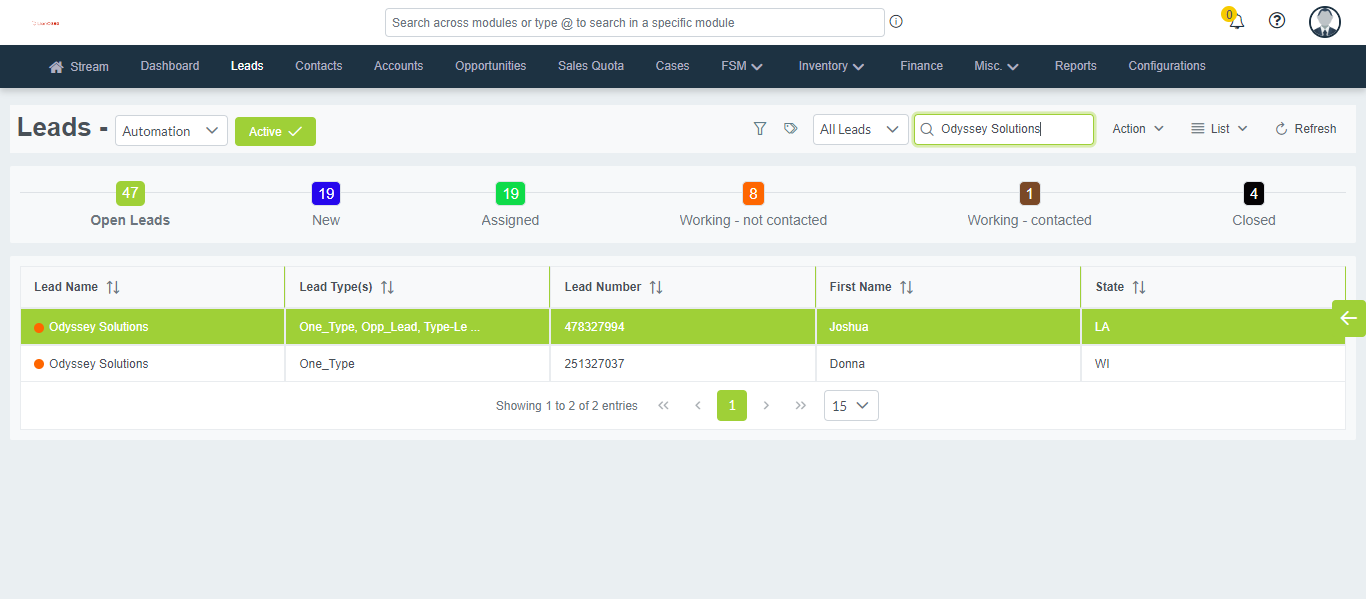 Search across modules or type @ to search in a specific module
0
Stream Dashboard Leads Contacts Accounts Opportunities Sales Quota Cases FSM Inventory Finance Misc. Reports Configurations
Leads - Automation Active All Leads Odyssey Solutions Action List Refresh
47 19 19 8 1 4
Open Leads New Assigned Working - not contacted Working - contacted Closed
Lead Name Lead Type(s) Lead Number First Name State
Odyssey Solutions One_Type, Opp_Lead, Type-Le ... 478327994 Joshua LA
Odyssey Solutions One_Type 251327037 Donna WI
Showing 1 to 2 of 2 entries 1 15